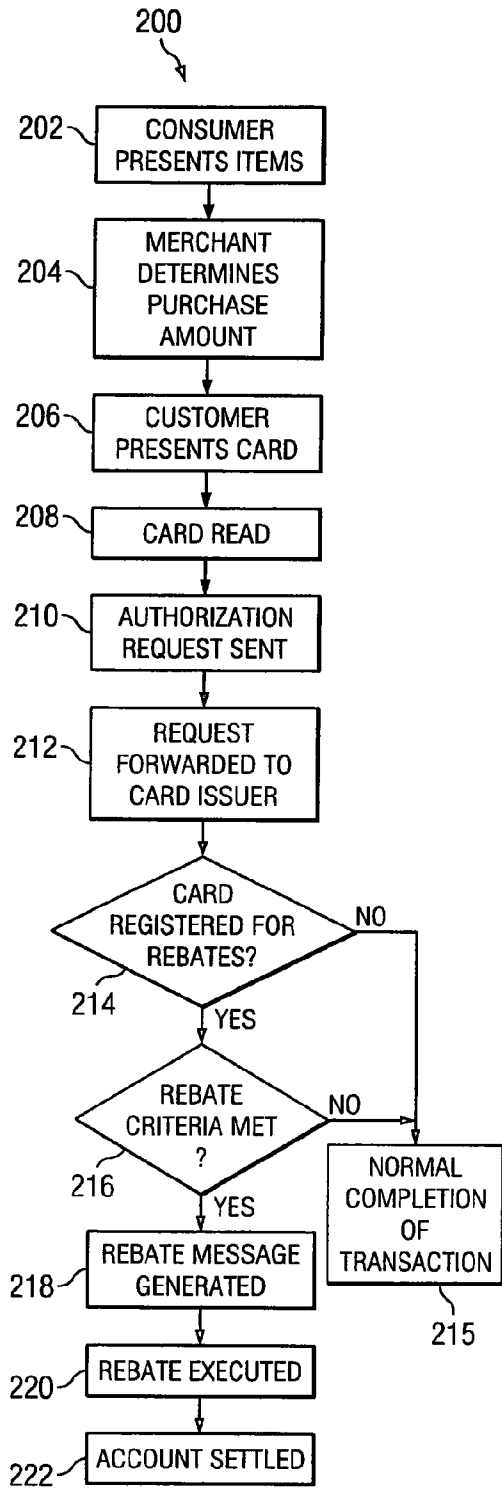 200
202
CONSUMER
PRESENTS ITEMS
204
MERCHANT
DETERMINES
PURCHASE
AMOUNT
206
CUSTOMER
PRESENTS CARD
208
CARD READ
210
AUTHORIZATION
REQUEST SENT
212
REQUEST
FORWARDED TO
CARD ISSUER
CARD
REGISTERED FOR
REBATES?
NO
214
YES
REBATE
CRITERIA MET
?
NO
216
YES
NORMAL
COMPLETION
OF
TRANSACTION
215
218
REBATE MESSAGE
GENERATED
220
REBATE EXECUTED
222
ACCOUNT SETTLED